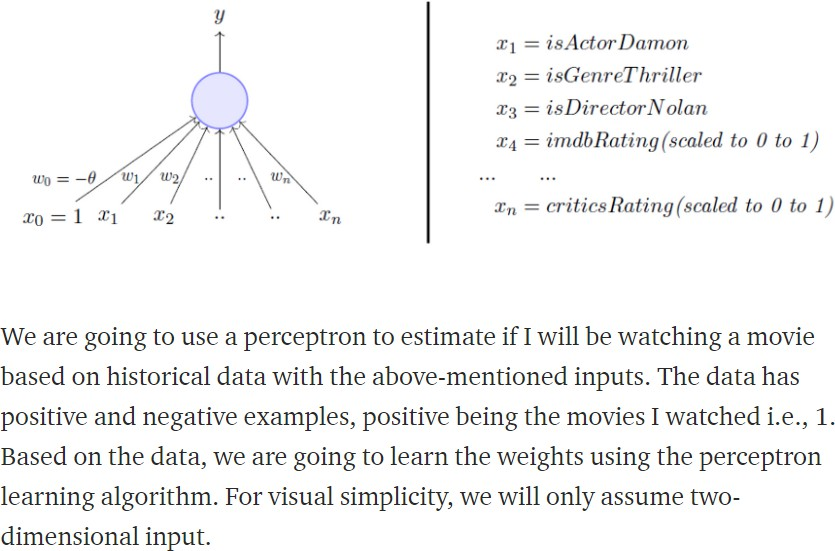 y
w₀ = −θ w₁ w₂ .. .. wₙ
x₀ = 1 x₁ x₂ .. .. xₙ
x₁ = isActorDamon
x₂ = isGenreThriller
x₃ = isDirectorNolan
x₄ = imdbRating(scaled to 0 to 1)
... ...
xₙ = criticsRating(scaled to 0 to 1)
We are going to use a perceptron to estimate if I will be watching a movie
based on historical data with the above-mentioned inputs. The data has
positive and negative examples, positive being the movies I watched i.e., 1.
Based on the data, we are going to learn the weights using the perceptron
learning algorithm. For visual simplicity, we will only assume two-
dimensional input.